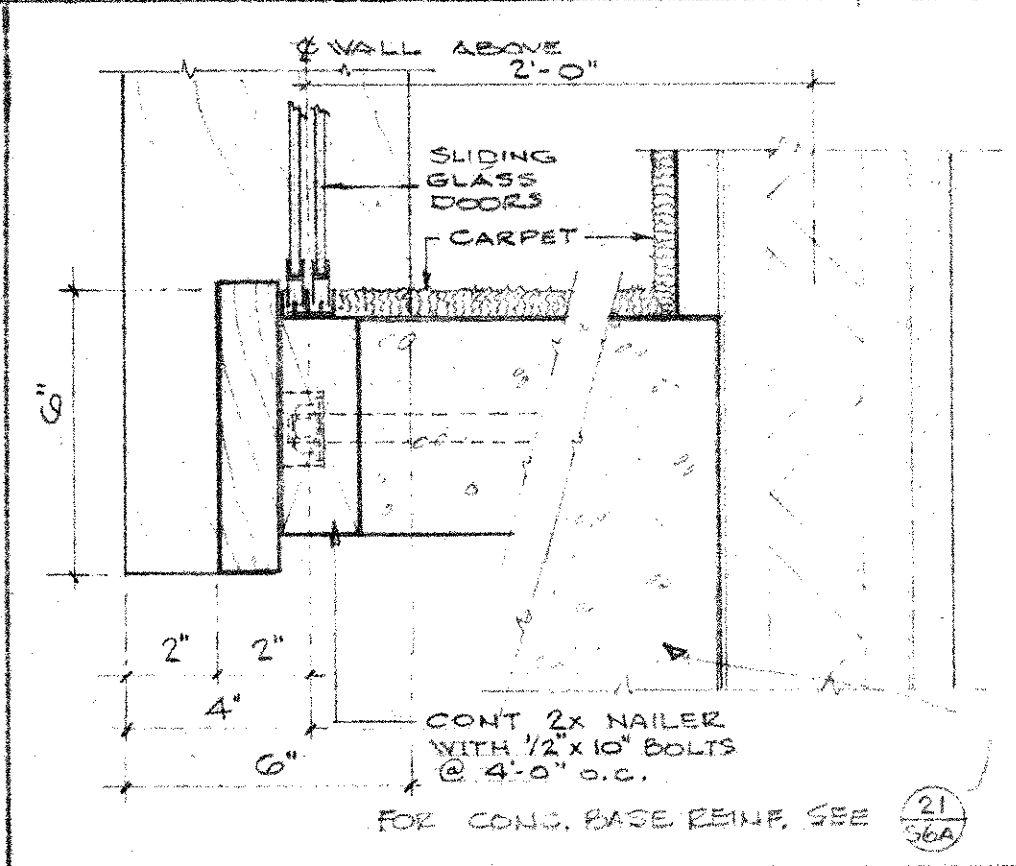 ℄ WALL ABOVE
2'-0"
SLIDING
GLASS
DOORS
CARPET
6"
2"
2"
4"
6"
CONT 2x NAILER
WITH 1/2" x 10" BOLTS
@ 4'-0" O.C.
FOR CONC. BASE REINF. SEE
21
S6A